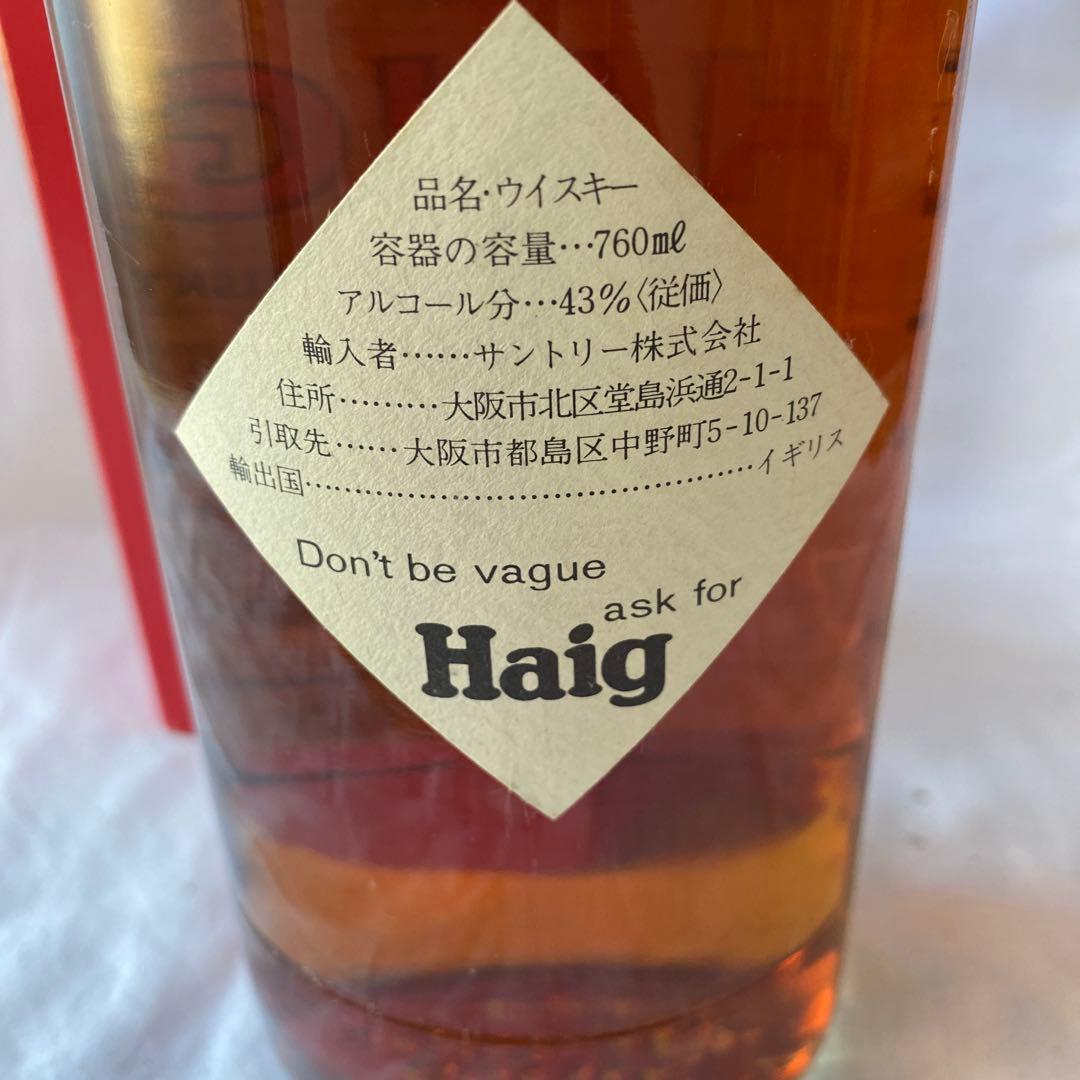 品名・ウイスキー
容器の容量…760㎖
アルコール分…43%〈従価〉
輸入者……サントリー株式会社
住所………大阪市北区堂島浜通2-1-1
引取先……大阪市都島区中野町5-10-137
輸出国………………………………………イギリス
Don't be vague
ask for
Haig